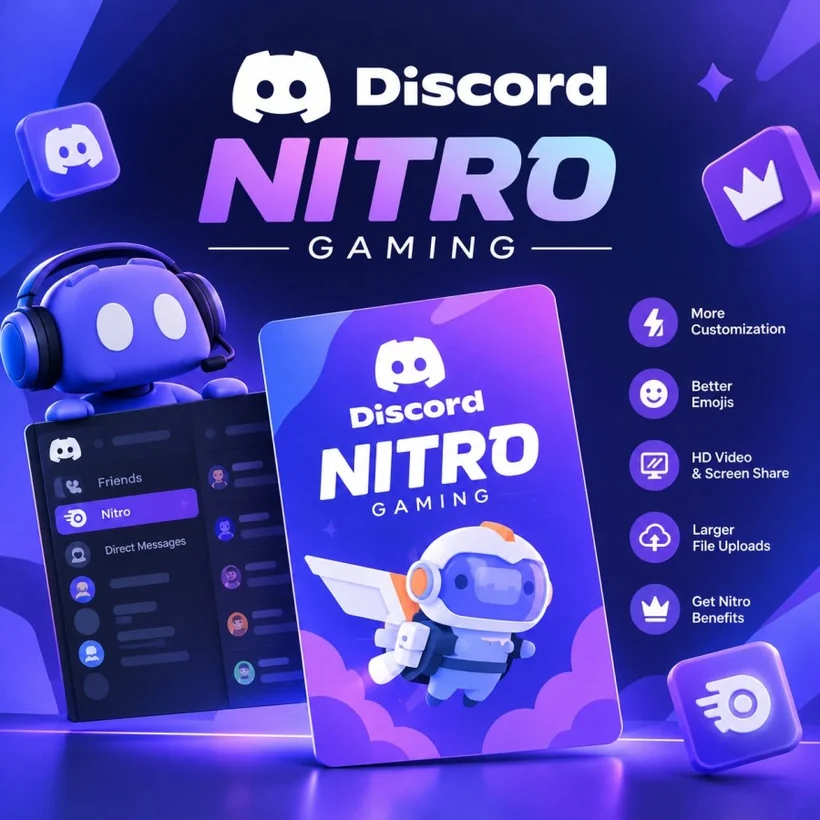 Discord
NITRO
GAMING
Discord
NITRO
GAMING
Friends
Nitro
Direct Messages
More
Customization
Better
Emojis
HD Video
& Screen Share
Larger
File Uploads
Get Nitro
Benefits